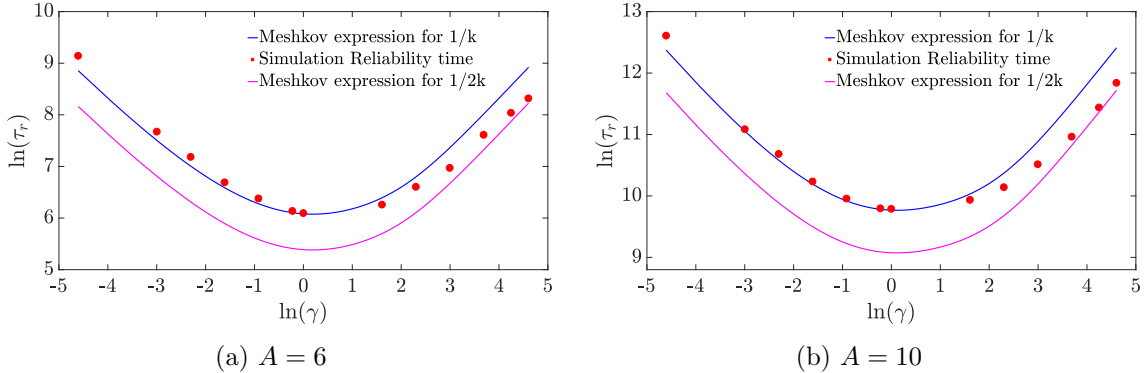 10
9
8
7
6
5
ln(τᵣ)
-5 -4 -3 -2 -1 0 1 2 3 4 5
ln(γ)
Meshkov expression for 1/k
Simulation Reliability time
Meshkov expression for 1/2k
(a) A = 6
13
12
11
10
9
ln(τᵣ)
-5 -4 -3 -2 -1 0 1 2 3 4 5
ln(γ)
Meshkov expression for 1/k
Simulation Reliability time
Meshkov expression for 1/2k
(b) A = 10